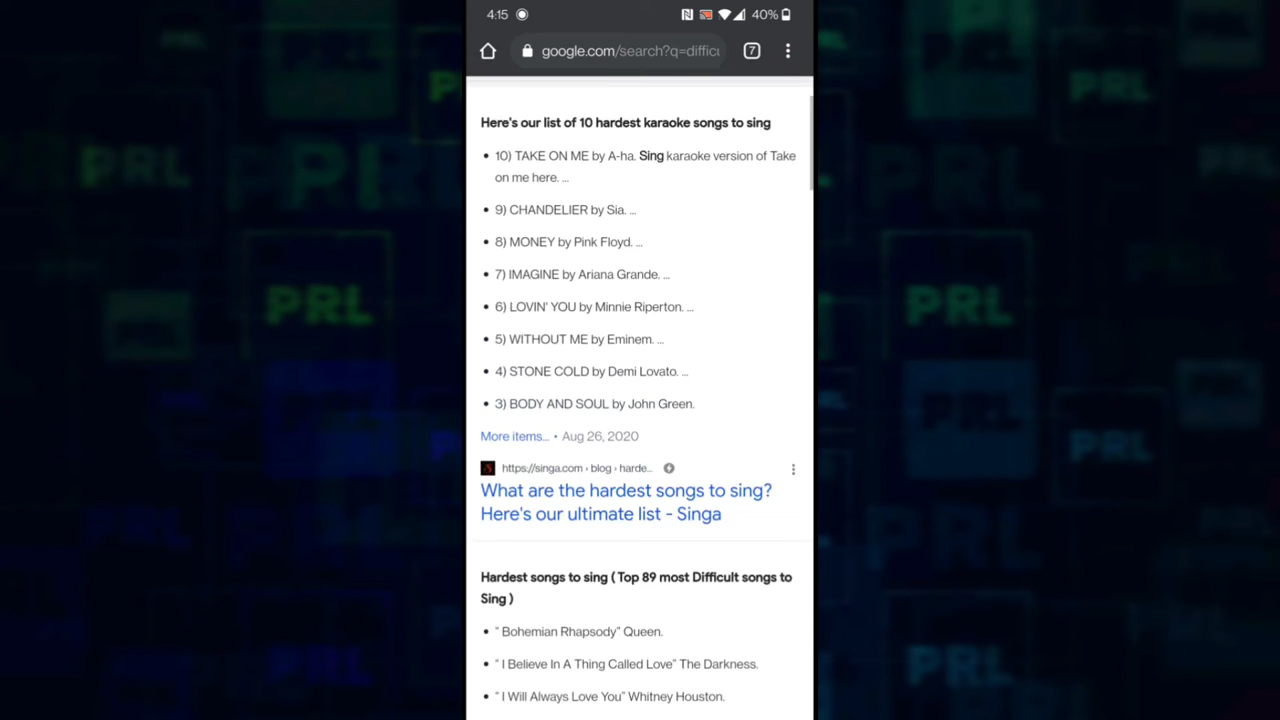 4:15
40%
google.com/search?q=difficu
7
Here's our list of 10 hardest karaoke songs to sing
• 10) TAKE ON ME by A-ha. Sing karaoke version of Take
on me here. ...
• 9) CHANDELIER by Sia. ...
• 8) MONEY by Pink Floyd. ...
• 7) IMAGINE by Ariana Grande. ...
• 6) LOVIN' YOU by Minnie Riperton. ...
• 5) WITHOUT ME by Eminem. ...
• 4) STONE COLD by Demi Lovato. ...
• 3) BODY AND SOUL by John Green.
More items... • Aug 26, 2020
https://singa.com › blog › harde...
What are the hardest songs to sing?
Here's our ultimate list - Singa
Hardest songs to sing ( Top 89 most Difficult songs to
Sing )
• " Bohemian Rhapsody" Queen.
• " I Believe In A Thing Called Love" The Darkness.
• " I Will Always Love You" Whitney Houston.
PRL
PRL
PRL
PRL
PRL
PRL